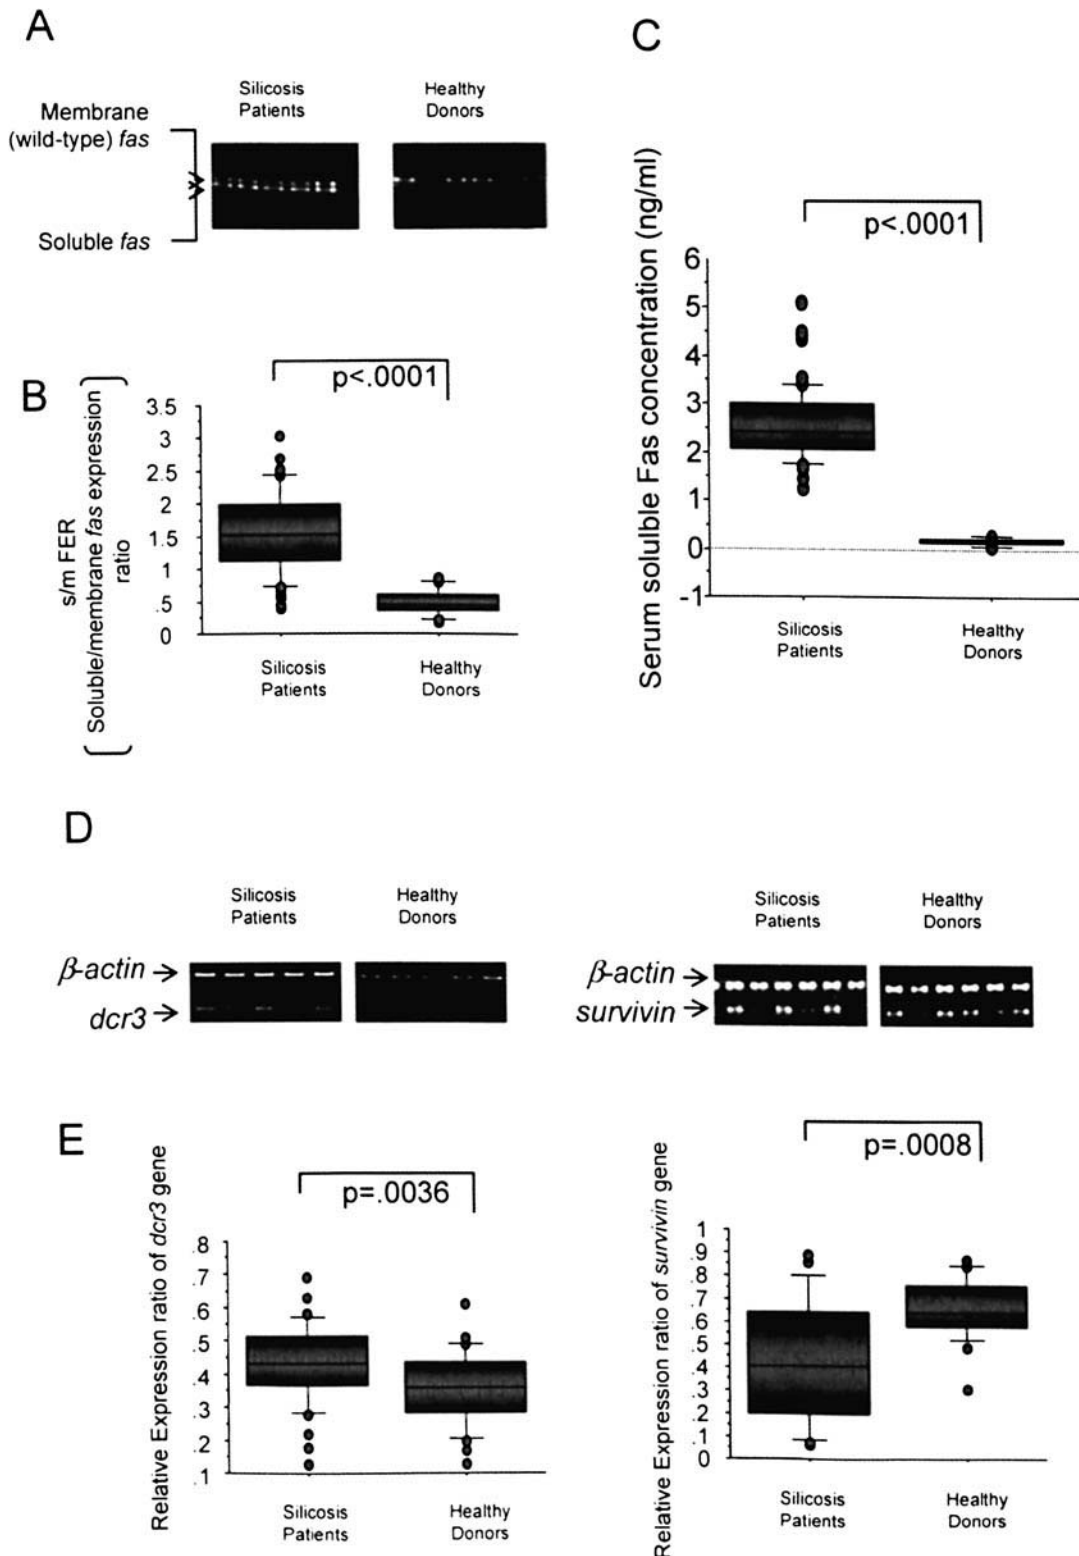 A
Silicosis
Patients
Healthy
Donors
Membrane
(wild-type) fas
Soluble fas
B
s/m FER
Soluble/membrane fas expression
ratio
p<.0001
3.5
3
2.5
2
1.5
1
.5
0
Silicosis
Patients
Healthy
Donors
C
Serum soluible Fas concentration (ng/ml)
p<.0001
6
5
4
3
2
1
0
-1
Silicosis
Patients
Healthy
Donors
D
Silicosis
Patients
Healthy
Donors
β-actin
dcr3
Silicosis
Patients
Healthy
Donors
β-actin
survivin
E
Relative Expression ratio of dcr3 gene
p=.0036
.8
.7
.6
.5
.4
.3
.2
.1
Silicosis
Patients
Healthy
Donors
Relative Expression ratio of survivin gene
p=.0008
1
.9
.8
.7
.6
.5
.4
.3
.2
.1
0
Silicosis
Patients
Healthy
Donors